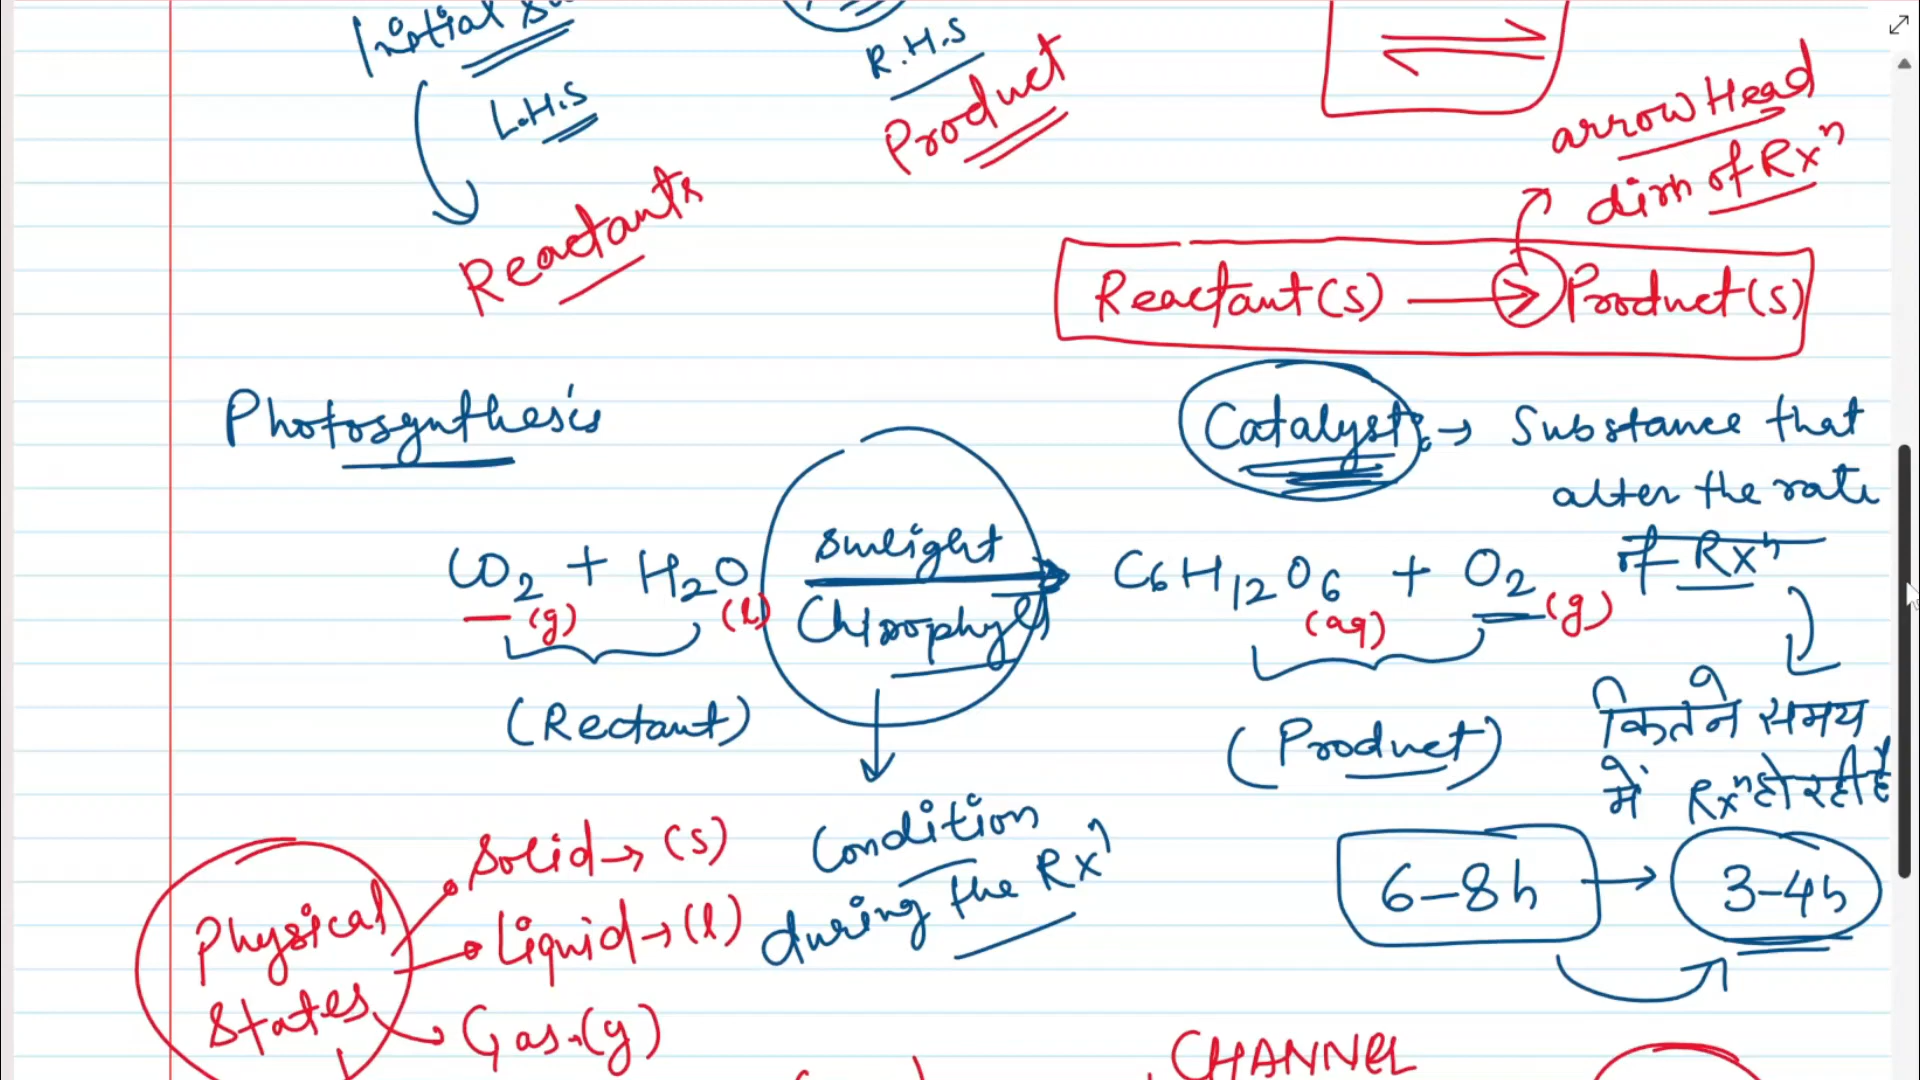 Initial
L.H.S
R.H.S
Product
Reactants
arrow Head
dirn of Rxⁿ
Reactant(s) → Product(s)
Photosynthesis
Catalyst :→ Substance that
alter the rate
of Rxⁿ
CO₂ + H₂O
(g) (l)
sunlight
Chlrophyll
C₆H₁₂O₆ + O₂
(aq) (g)
(Rectant)
(Product)
कितने समय
में Rxⁿ हो रही है
Condition
during the Rxⁿ
6-8h → 3-4h
Physical
States
Solid → (s)
Liquid → (l)
Gas → (g)
CHANNEL